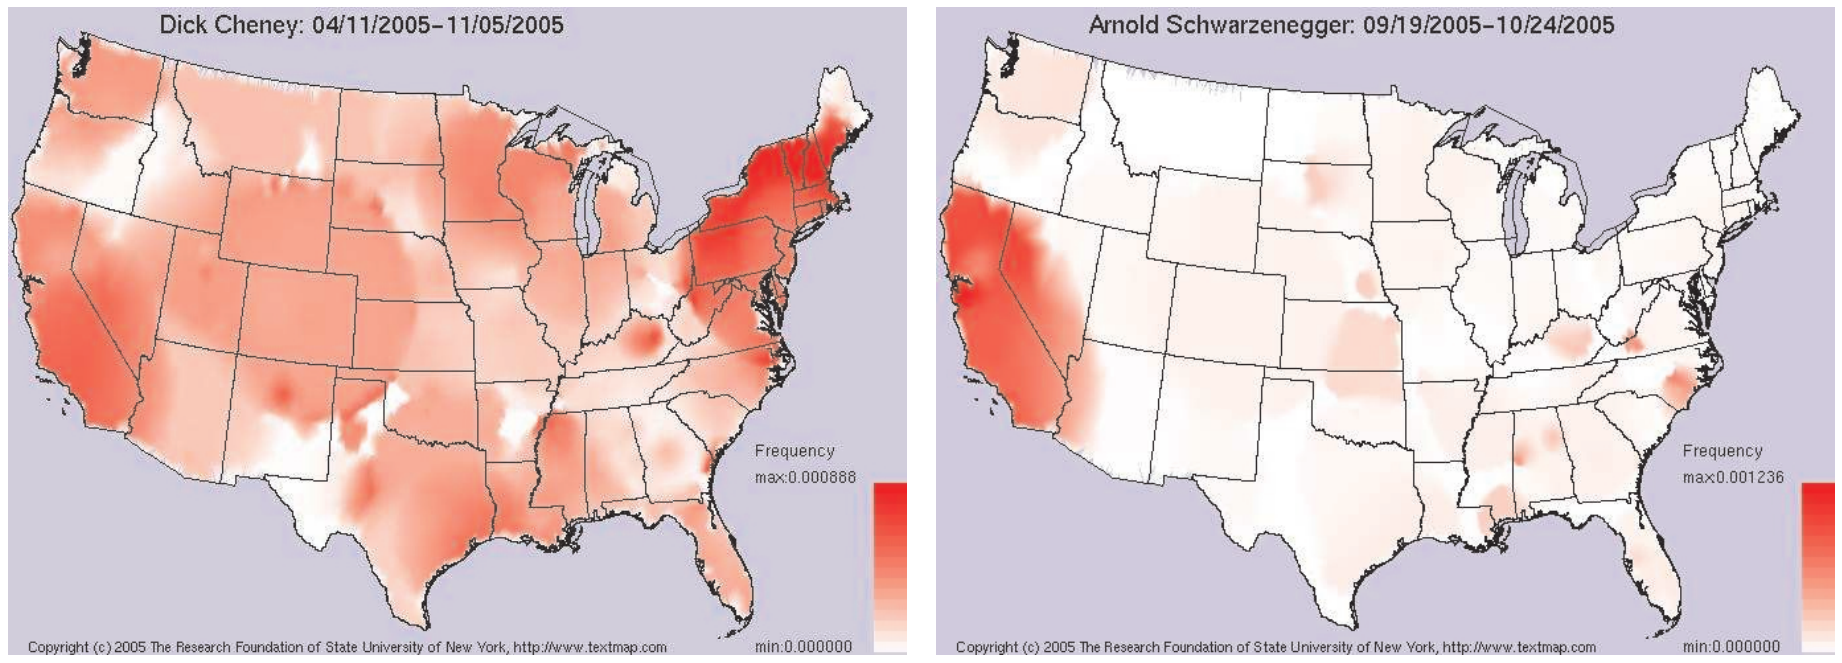 Dick Cheney: 04/11/2005-11/05/2005
Frequency
max:0.000888
min:0.000000
Copyright (c) 2005 The Research Foundation of State University of New York, http://www.textmap.com
Arnold Schwarzenegger: 09/19/2005-10/24/2005
Frequency
max:0.001236
min:0.000000
Copyright (c) 2005 The Research Foundation of State University of New York, http://www.textmap.com